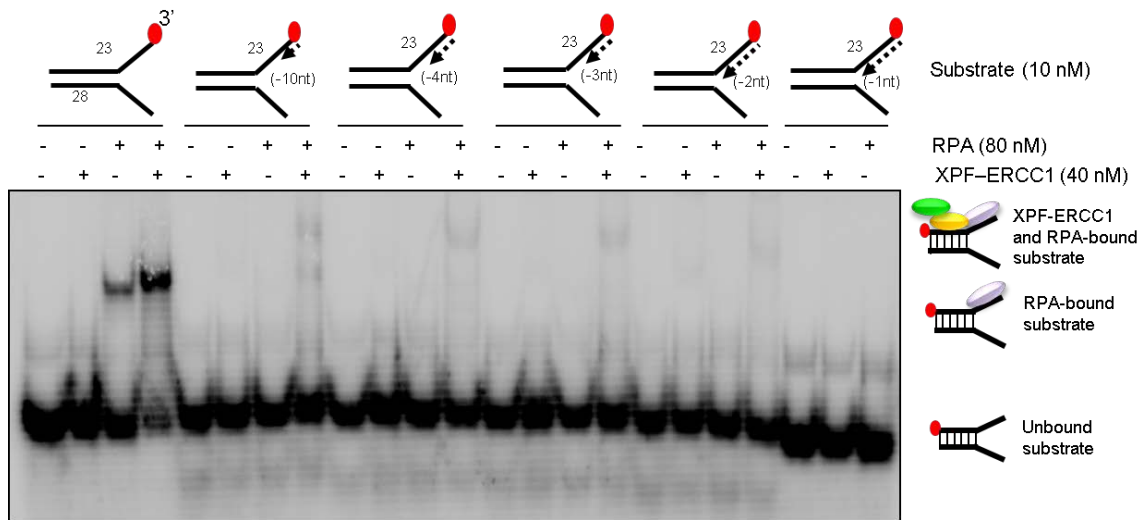 3'
23 23 23 23 23 23
(-10nt) (-4nt) (-3nt) (-2nt) (-1nt)
Substrate (10 nM)
28
- - + + - - + + - - + + - - + + - - + + - - + RPA (80 nM)
- + - + - + - + - + - + - + - + - + - + - + - XPF–ERCC1 (40 nM)
XPF-ERCC1
and RPA-bound
substrate
RPA-bound
substrate
Unbound
substrate